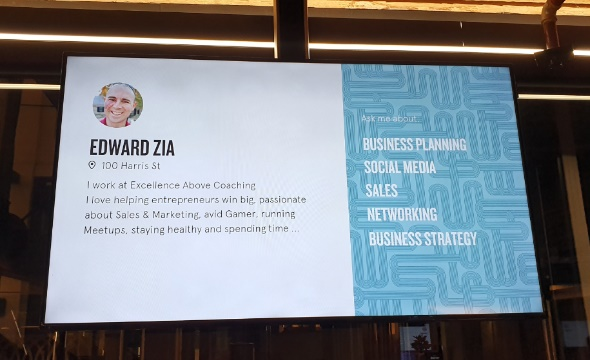 EDWARD ZIA
100 Harris St
I work at Excellence Above Coaching
I love helping entrepreneurs win big, passionate
about Sales & Marketing, avid Gamer, running
Meetups, staying healthy and spending time ...
Ask me about...
BUSINESS PLANNING
SOCIAL MEDIA
SALES
NETWORKING
BUSINESS STRATEGY